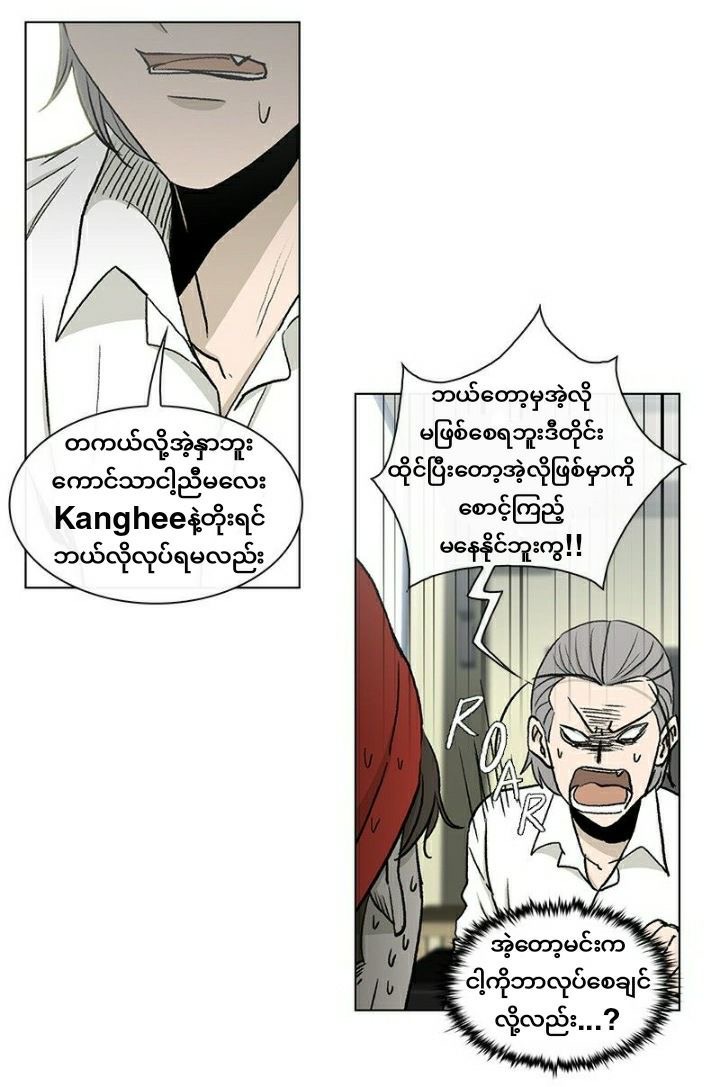 တကယ်လို့အဲ့နှာဘူး
ကောင်သာငါ့ညီမလေး
Kangheeနဲ့တိုးရင်
ဘယ်လိုလုပ်ရမလည်း
ဘယ်တော့မှအဲ့လို
မဖြစ်စေရဘူးဒီတိုင်း
ထိုင်ပြီးတော့အဲ့လိုဖြစ်မှာကို
စောင့်ကြည့်
မနေနိုင်ဘူးကွ!!
ROAR
အဲ့တော့မင်းက
ငါ့ကိုဘာလုပ်စေချင်
လို့လည်း...?